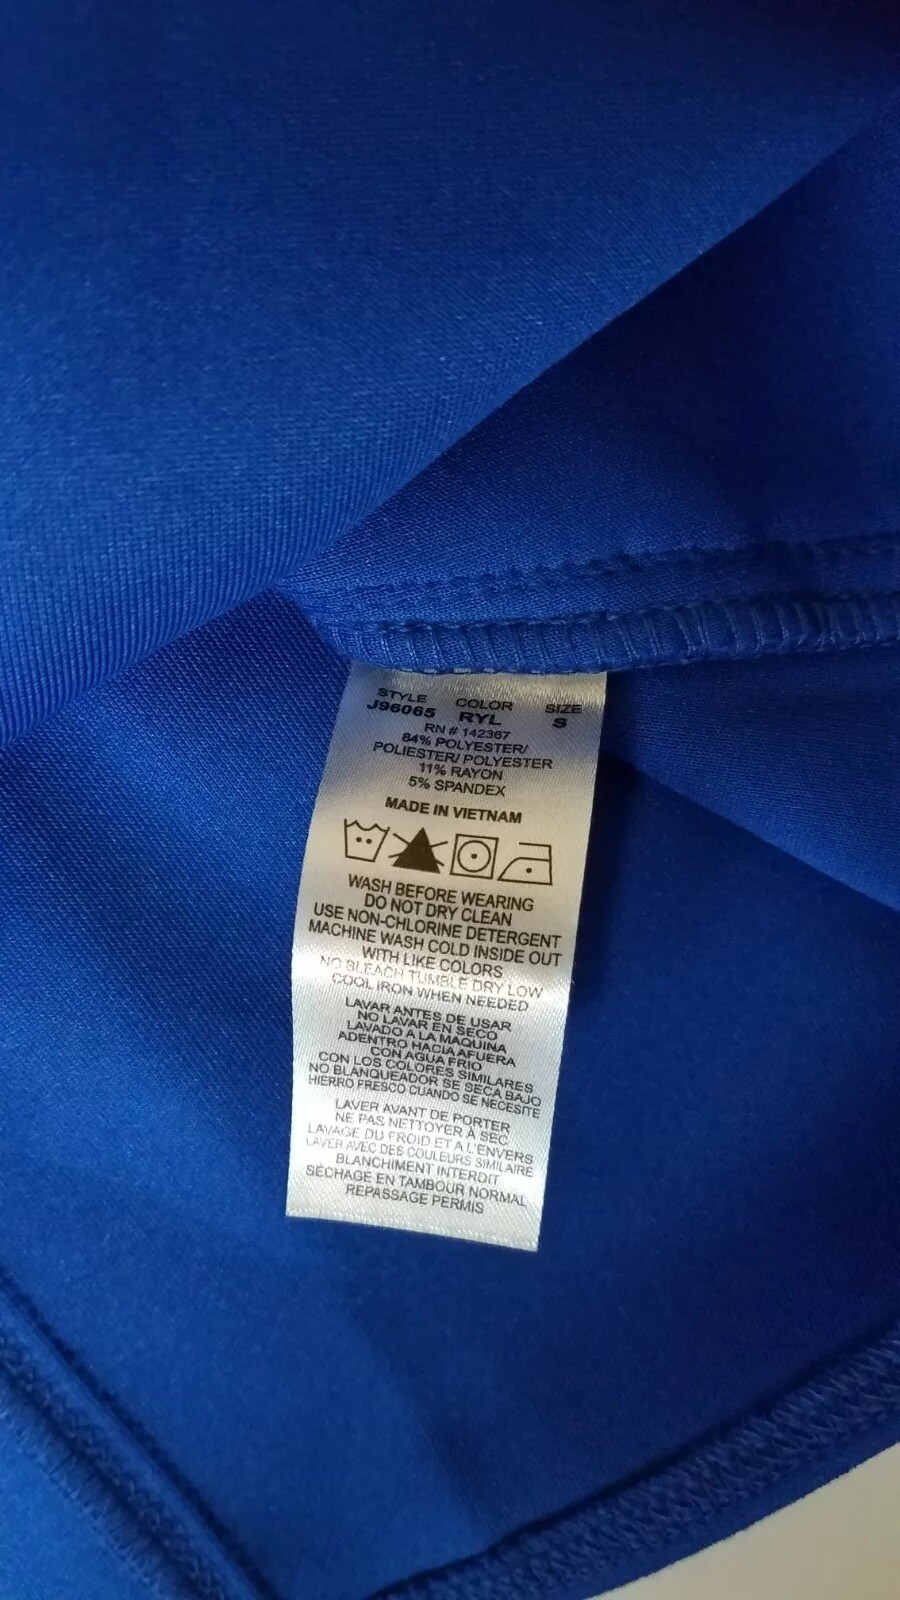 STYLE COLOR SIZE
J96065 RYL S
RN # 142367
84% POLYESTER/
POLIESTER/ POLYESTER
11% RAYON
5% SPANDEX
MADE IN VIETNAM
WASH BEFORE WEARING
DO NOT DRY CLEAN
USE NON-CHLORINE DETERGENT
MACHINE WASH COLD INSIDE OUT
WITH LIKE COLORS
NO BLEACH TUMBLE DRY LOW
COOL IRON WHEN NEEDED
LAVAR ANTES DE USAR
NO LAVAR EN SECO
LAVADO A LA MAQUINA
ADENTRO HACIA AFUERA
CON AGUA FRIO
CON LOS COLORES SIMILARES
NO BLANQUEADOR SE SECA BAJO
HIERRO FRESCO CUANDO SE NECESITE
LAVER AVANT DE PORTER
NE PAS NETTOYER À SEC
LAVAGE DU FROID ET A L'ENVERS
LAVER AVEC DES COULEURS SIMILAIRE
BLANCHIMENT INTERDIT
SÉCHAGE EN TAMBOUR NORMAL
REPASSAGE PERMIS